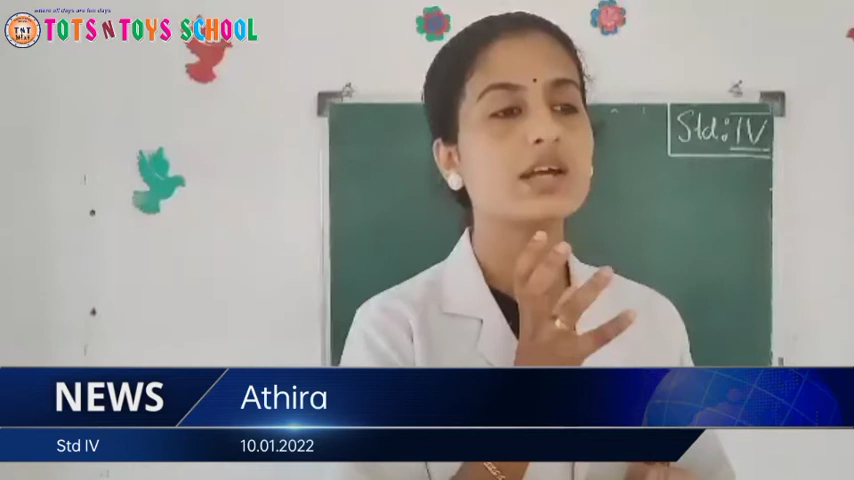 where all days are fun days.
TNT
TOTS N TOYS SCHOOL
Std: IV
NEWS
Athira
Std IV
10.01.2022